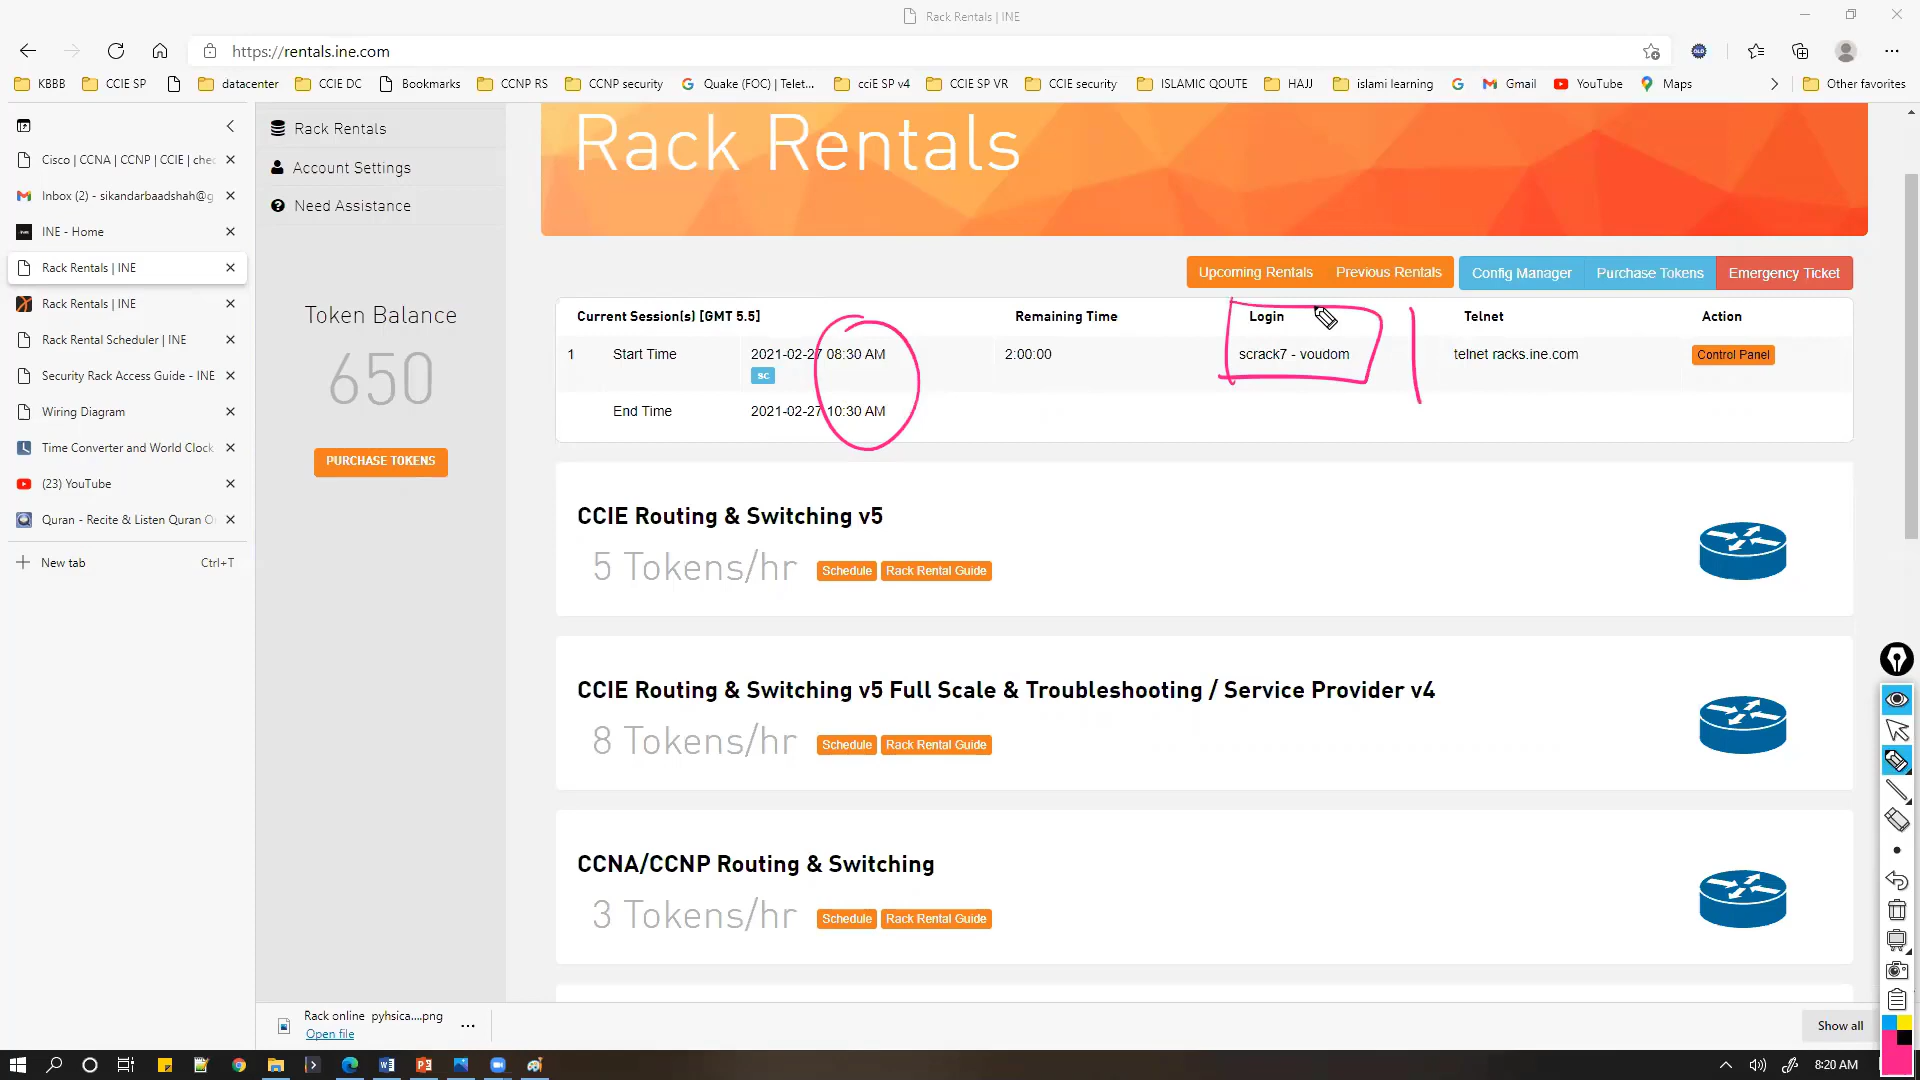 Rack Rentals | INE
https://rentals.ine.com
KBBB
CCIE SP
datacenter
CCIE DC
Bookmarks
CCNP RS
CCNP security
Quake (FOC) | Telet...
cciE SP v4
CCIE SP VR
CCIE security
ISLAMIC QOUTE
HAJJ
islami learning
Gmail
YouTube
Maps
Other favorites
Cisco | CCNA | CCNP | CCIE | chec
Inbox (2) - sikandarbaadshah@g
INE - Home
Rack Rentals | INE
Rack Rentals | INE
Rack Rental Scheduler | INE
Security Rack Access Guide - INE
Wiring Diagram
Time Converter and World Clock
(23) YouTube
Quran - Recite & Listen Quran O
New tab
Ctrl+T
Rack Rentals
Account Settings
Need Assistance
Token Balance
650
PURCHASE TOKENS
Rack Rentals
Upcoming Rentals
Previous Rentals
Config Manager
Purchase Tokens
Emergency Ticket
Current Session(s) [GMT 5.5]
Remaining Time
Login
Telnet
Action
1
Start Time
2021-02-27 08:30 AM
2:00:00
scrack7 - voudom
telnet racks.ine.com
Control Panel
SC
End Time
2021-02-27 10:30 AM
CCIE Routing & Switching v5
5 Tokens/hr
Schedule
Rack Rental Guide
CCIE Routing & Switching v5 Full Scale & Troubleshooting / Service Provider v4
8 Tokens/hr
Schedule
Rack Rental Guide
CCNA/CCNP Routing & Switching
3 Tokens/hr
Schedule
Rack Rental Guide
Rack online pyhsica....png
Open file
Show all
8:20 AM